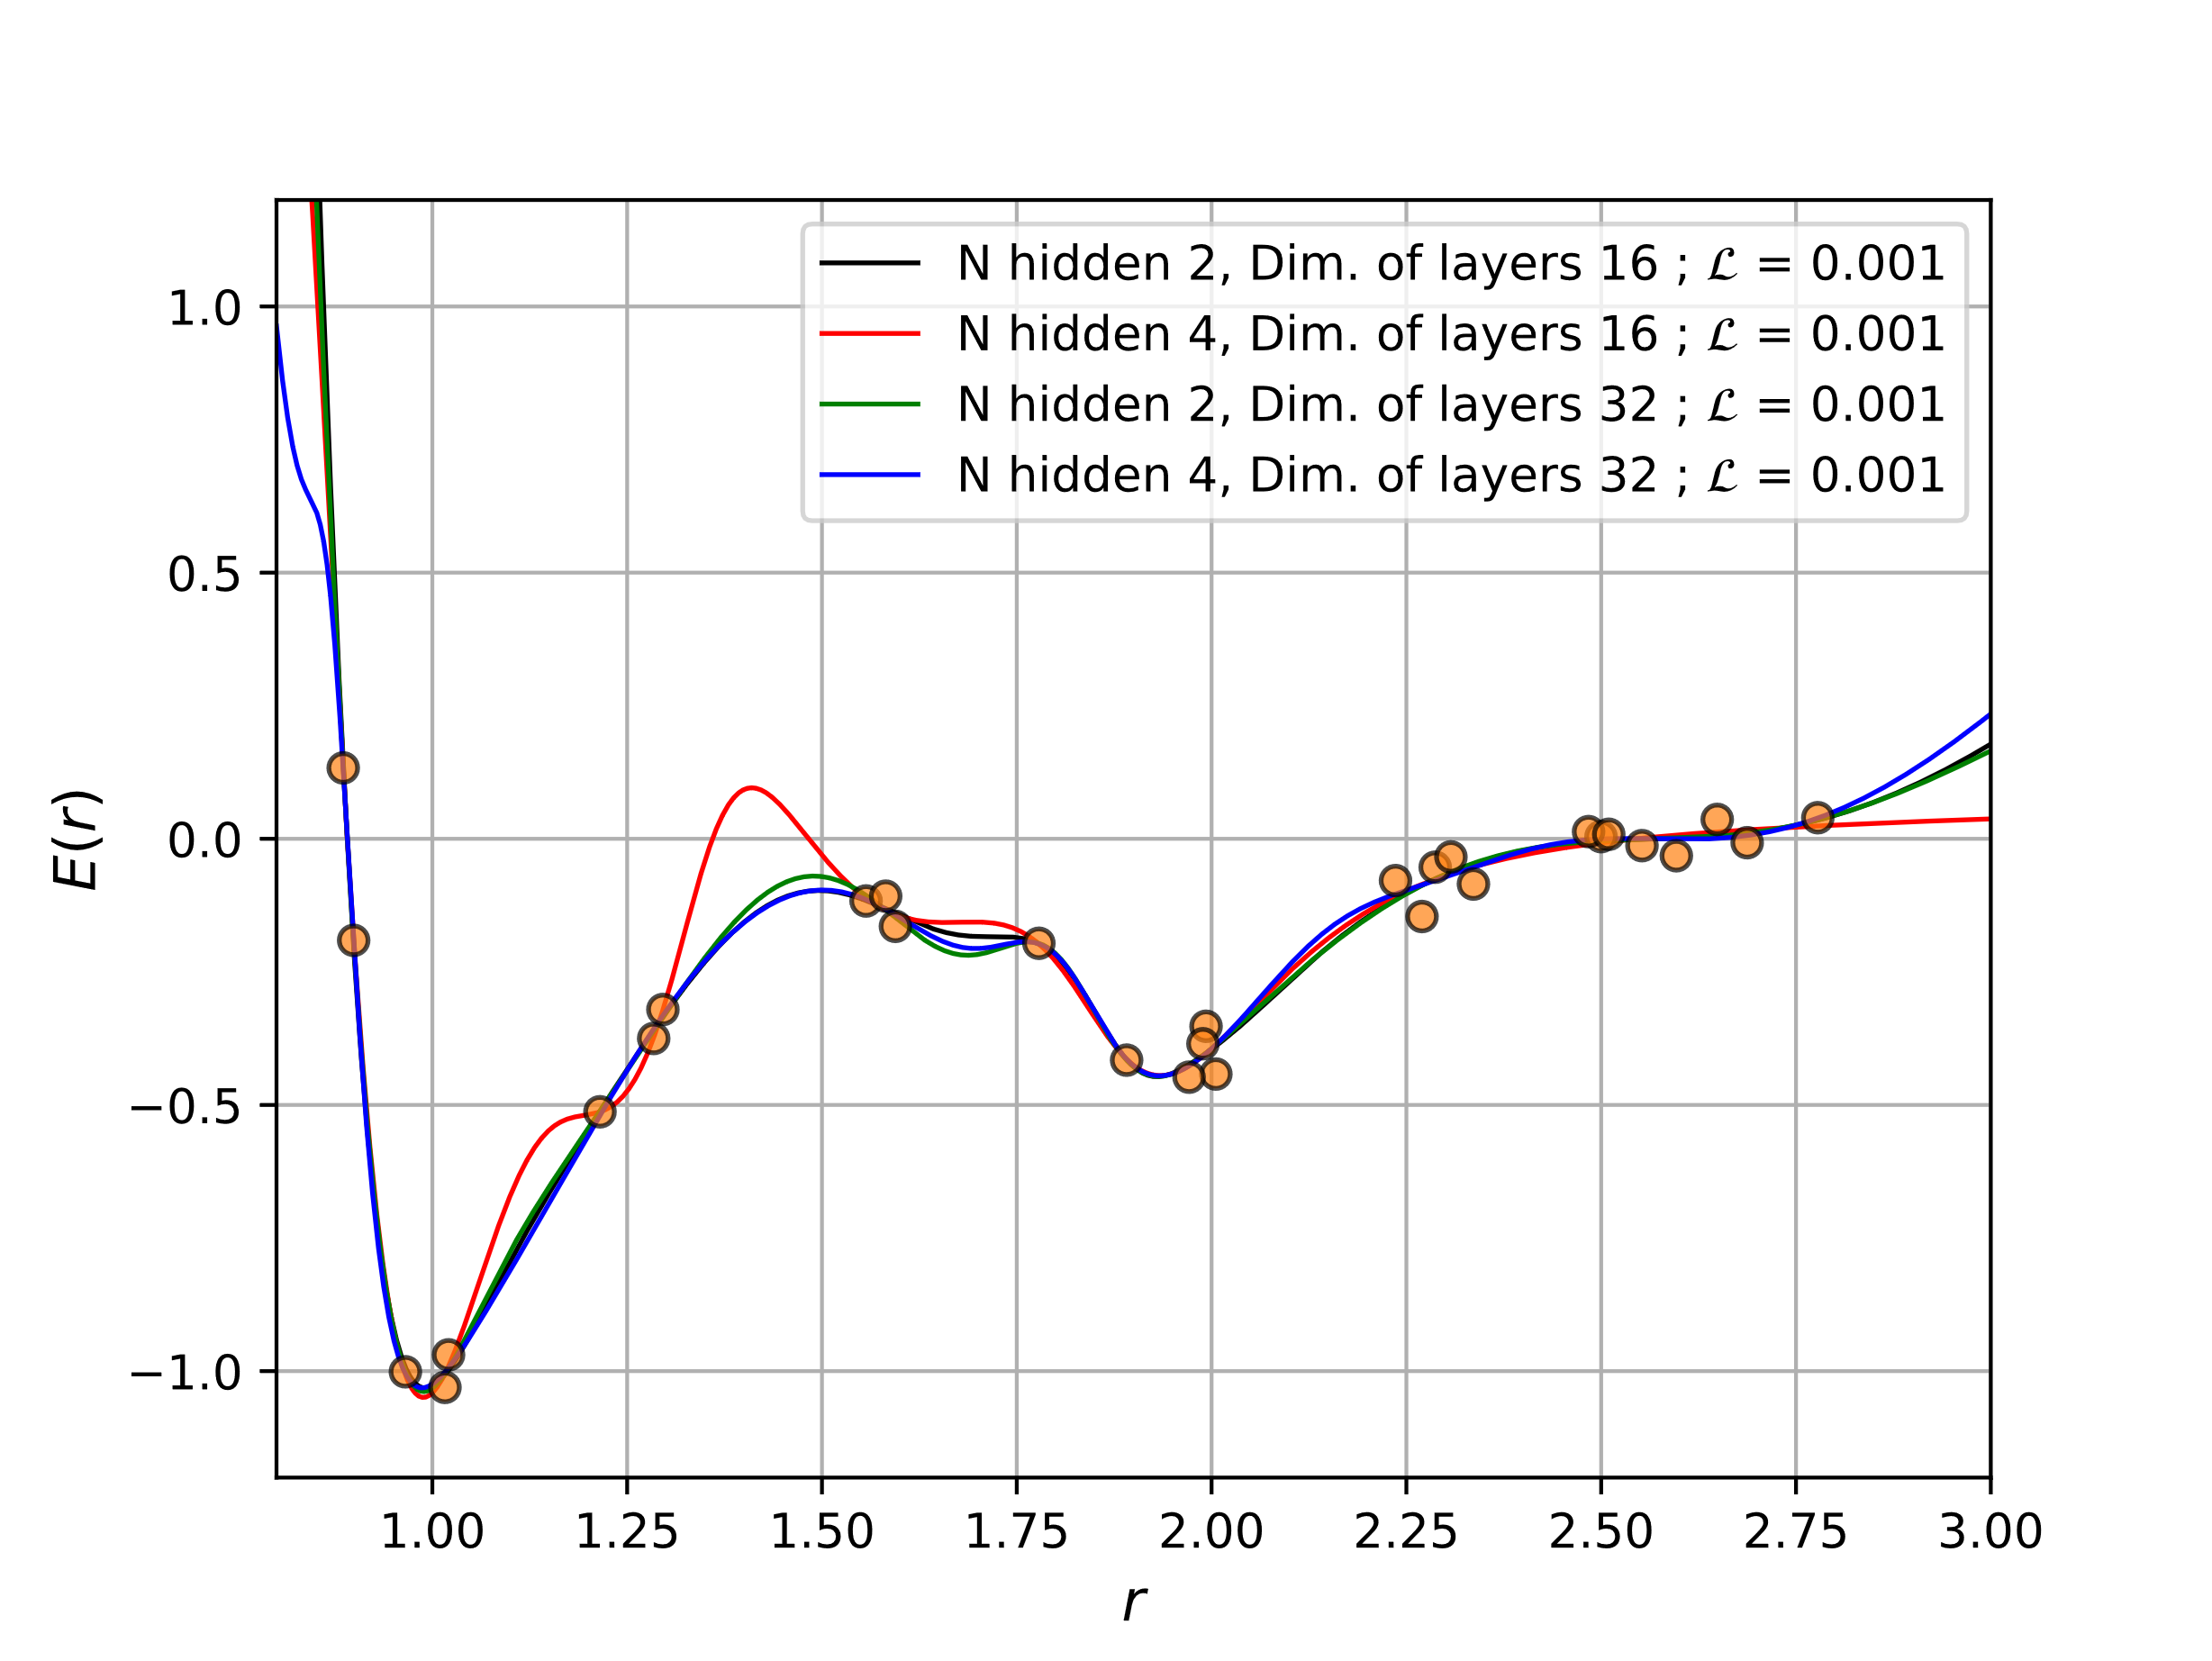 N hidden 2, Dim. of layers 16 ; ℒ = 0.001
N hidden 4, Dim. of layers 16 ; ℒ = 0.001
N hidden 2, Dim. of layers 32 ; ℒ = 0.001
N hidden 4, Dim. of layers 32 ; ℒ = 0.001
1.0
0.5
0.0
−0.5
−1.0
E(r)
1.00 1.25 1.50 1.75 2.00 2.25 2.50 2.75 3.00
r